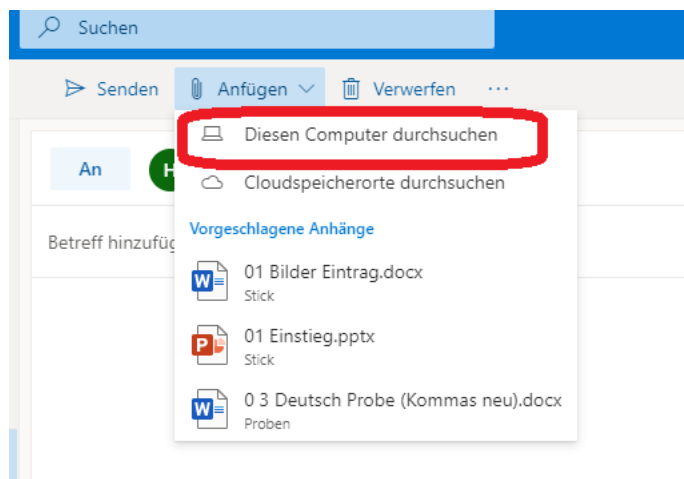 Suchen
Senden Anfügen Verwerfen ...
Diesen Computer durchsuchen
An H
Cloudspeicherorte durchsuchen
Vorgeschlagene Anhänge
Betreff hinzufüg
01 Bilder Eintrag.docx
Stick
01 Einstieg.pptx
Stick
0 3 Deutsch Probe (Kommas neu).docx
Proben